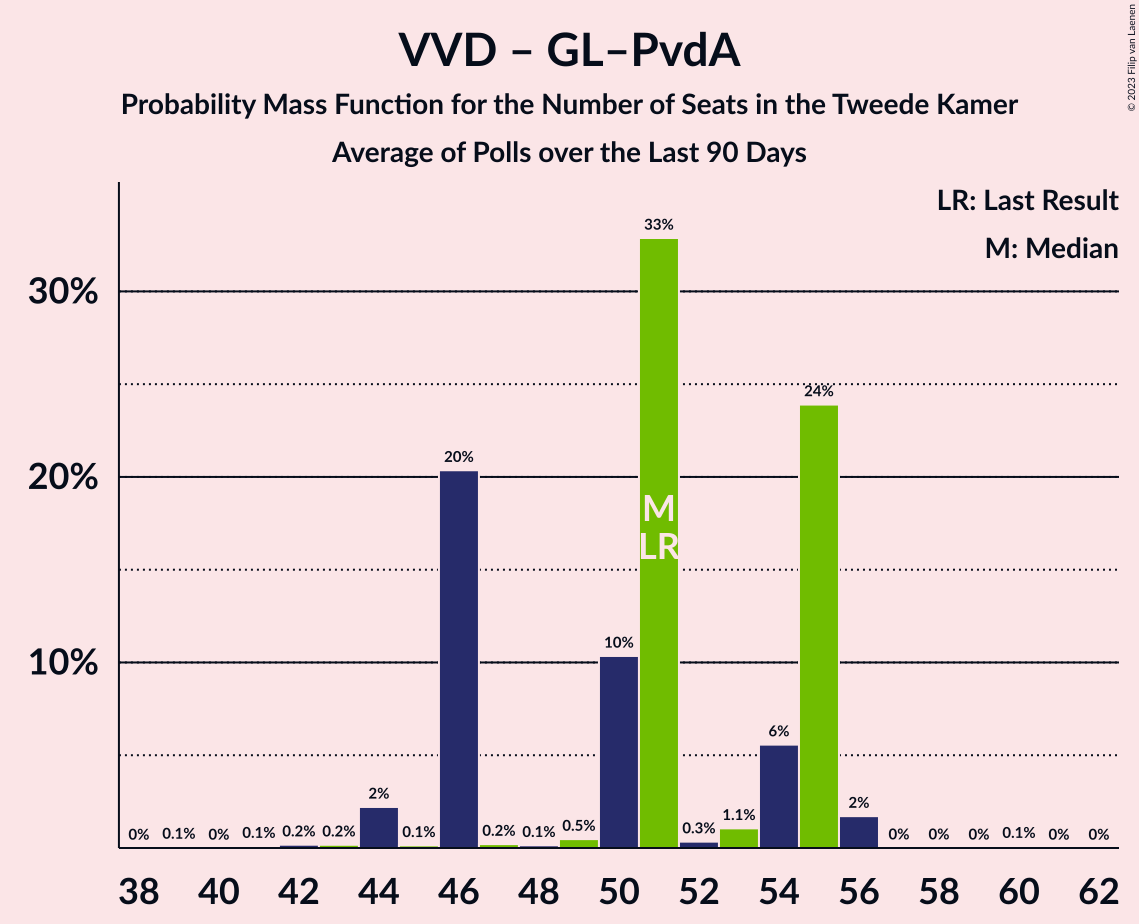 VVD – GL–PvdA
Probability Mass Function for the Number of Seats in the Tweede Kamer
Average of Polls over the Last 90 Days
© 2023 Filip van Laenen
LR: Last Result
M: Median
30%
20%
10%
0% 0.1% 0% 0.1% 0.2% 0.2% 2% 0.1% 20% 0.2% 0.1% 0.5% 10% 33% 0.3% 1.1% 6% 24% 2% 0% 0% 0% 0.1% 0% 0%
M
LR
38 40 42 44 46 48 50 52 54 56 58 60 62